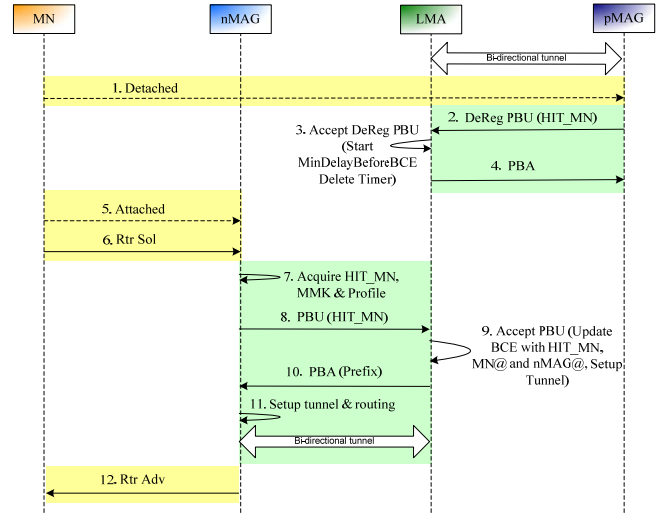 MN
nMAG
LMA
pMAG
Bi-directional tunnel
1. Detached
2. DeReg PBU (HIT_MN)
3. Accept DeReg PBU
(Start
MinDelayBeforeBCE
Delete Timer)
4. PBA
5. Attached
6. Rtr Sol
7. Acquire HIT_MN,
MMK & Profile
8. PBU (HIT_MN)
9. Accept PBU (Update
BCE with HIT_MN,
MN@ and nMAG@, Setup
Tunnel)
10. PBA (Prefix)
11. Setup tunnel & routing
Bi-directional tunnel
12. Rtr Adv